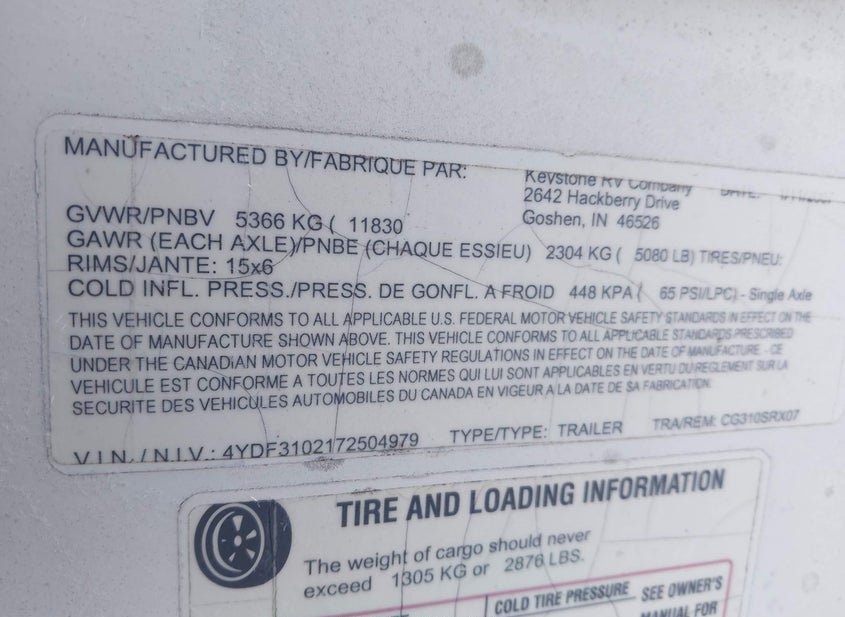 MANUFACTURED BY/FABRIQUE PAR:
Keystone RV Company DATE:
2642 Hackberry Drive
Goshen, IN 46526
GVWR/PNBV 5366 KG ( 11830
GAWR (EACH AXLE)/PNBE (CHAQUE ESSIEU) 2304 KG ( 5080 LB) TIRES/PNEU:
RIMS/JANTE: 15x6
COLD INFL. PRESS./PRESS. DE GONFL. A FROID 448 KPA ( 65 PSI/LPC) - Single Axle
THIS VEHICLE CONFORMS TO ALL APPLICABLE U.S. FEDERAL MOTOR VEHICLE SAFETY STANDARDS IN EFFECT ON THE
DATE OF MANUFACTURE SHOWN ABOVE. THIS VEHICLE CONFORMS TO ALL APPLICABLE STANDARDS PRESCRIBED
UNDER THE CANADIAN MOTOR VEHICLE SAFETY REGULATIONS IN EFFECT ON THE DATE OF MANUFACTURE - CE
VEHICULE EST CONFORME A TOUTES LES NORMES QUI LUI SONT APPLICABLES EN VERTU DU REGLEMENT SUR LA
SECURITE DES VEHICULES AUTOMOBILES DU CANADA EN VIGEUR A LA DATE DE SA FABRICATION:
V.I.N. / N.I.V.: 4YDF3102172504979 TYPE/TYPE: TRAILER TRA/REM: CG310SRX07
TIRE AND LOADING INFORMATION
The weight of cargo should never
exceed 1305 KG or 2876 LBS.
COLD TIRE PRESSURE SEE OWNER'S
MANUAL FOR